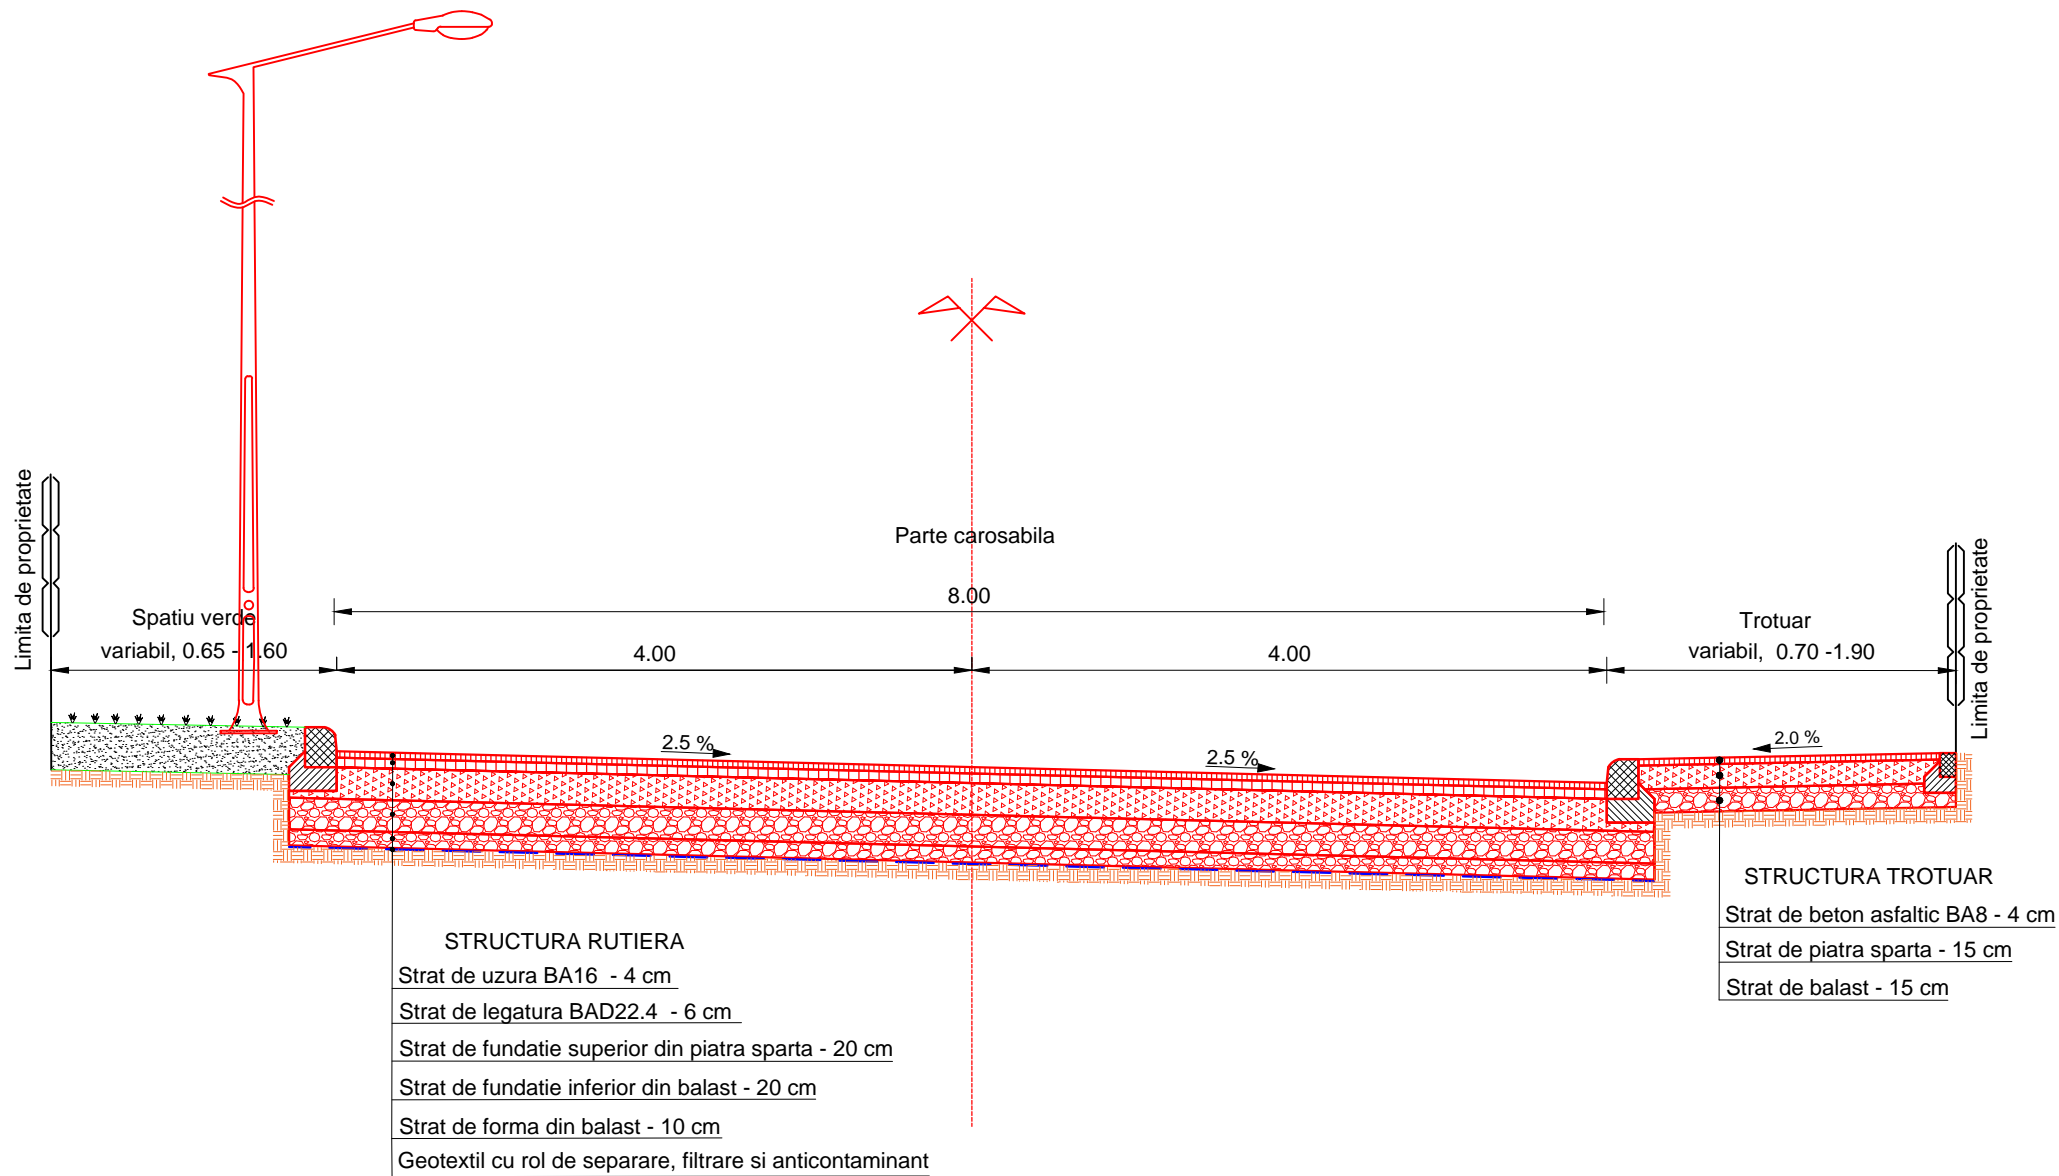 Limita de proprietate
Spatiu verde
variabil, 0.65 - 1.60
Parte carosabila
8.00
4.00
4.00
Trotuar
variabil, 0.70 -1.90
Limita de proprietate
2.5 %
2.5 %
2.0 %
STRUCTURA RUTIERA
Strat de uzura BA16 - 4 cm
Strat de legatura BAD22.4 - 6 cm
Strat de fundatie superior din piatra sparta - 20 cm
Strat de fundatie inferior din balast - 20 cm
Strat de forma din balast - 10 cm
Geotextil cu rol de separare, filtrare si anticontaminant
STRUCTURA TROTUAR
Strat de beton asfaltic BA8 - 4 cm
Strat de piatra sparta - 15 cm
Strat de balast - 15 cm